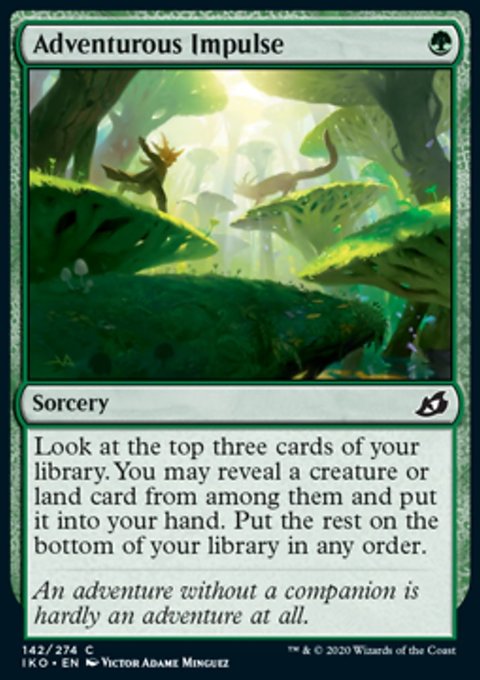 Adventurous Impulse
Sorcery
Look at the top three cards of your
library. You may reveal a creature or
land card from among them and put
it into your hand. Put the rest on the
bottom of your library in any order.
An adventure without a companion is
hardly an adventure at all.
142/274 C
™ & © 2020 Wizards of the Coast
IKO • EN Victor Adame Minguez